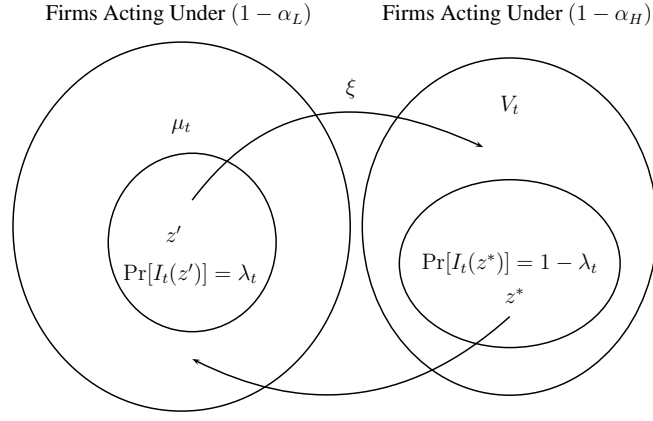 Firms Acting Under (1 − α_L)
Firms Acting Under (1 − α_H)
ξ
μ_t
V_t
z′
Pr[I_t(z′)] = λ_t
Pr[I_t(z*)] = 1 − λ_t
z*